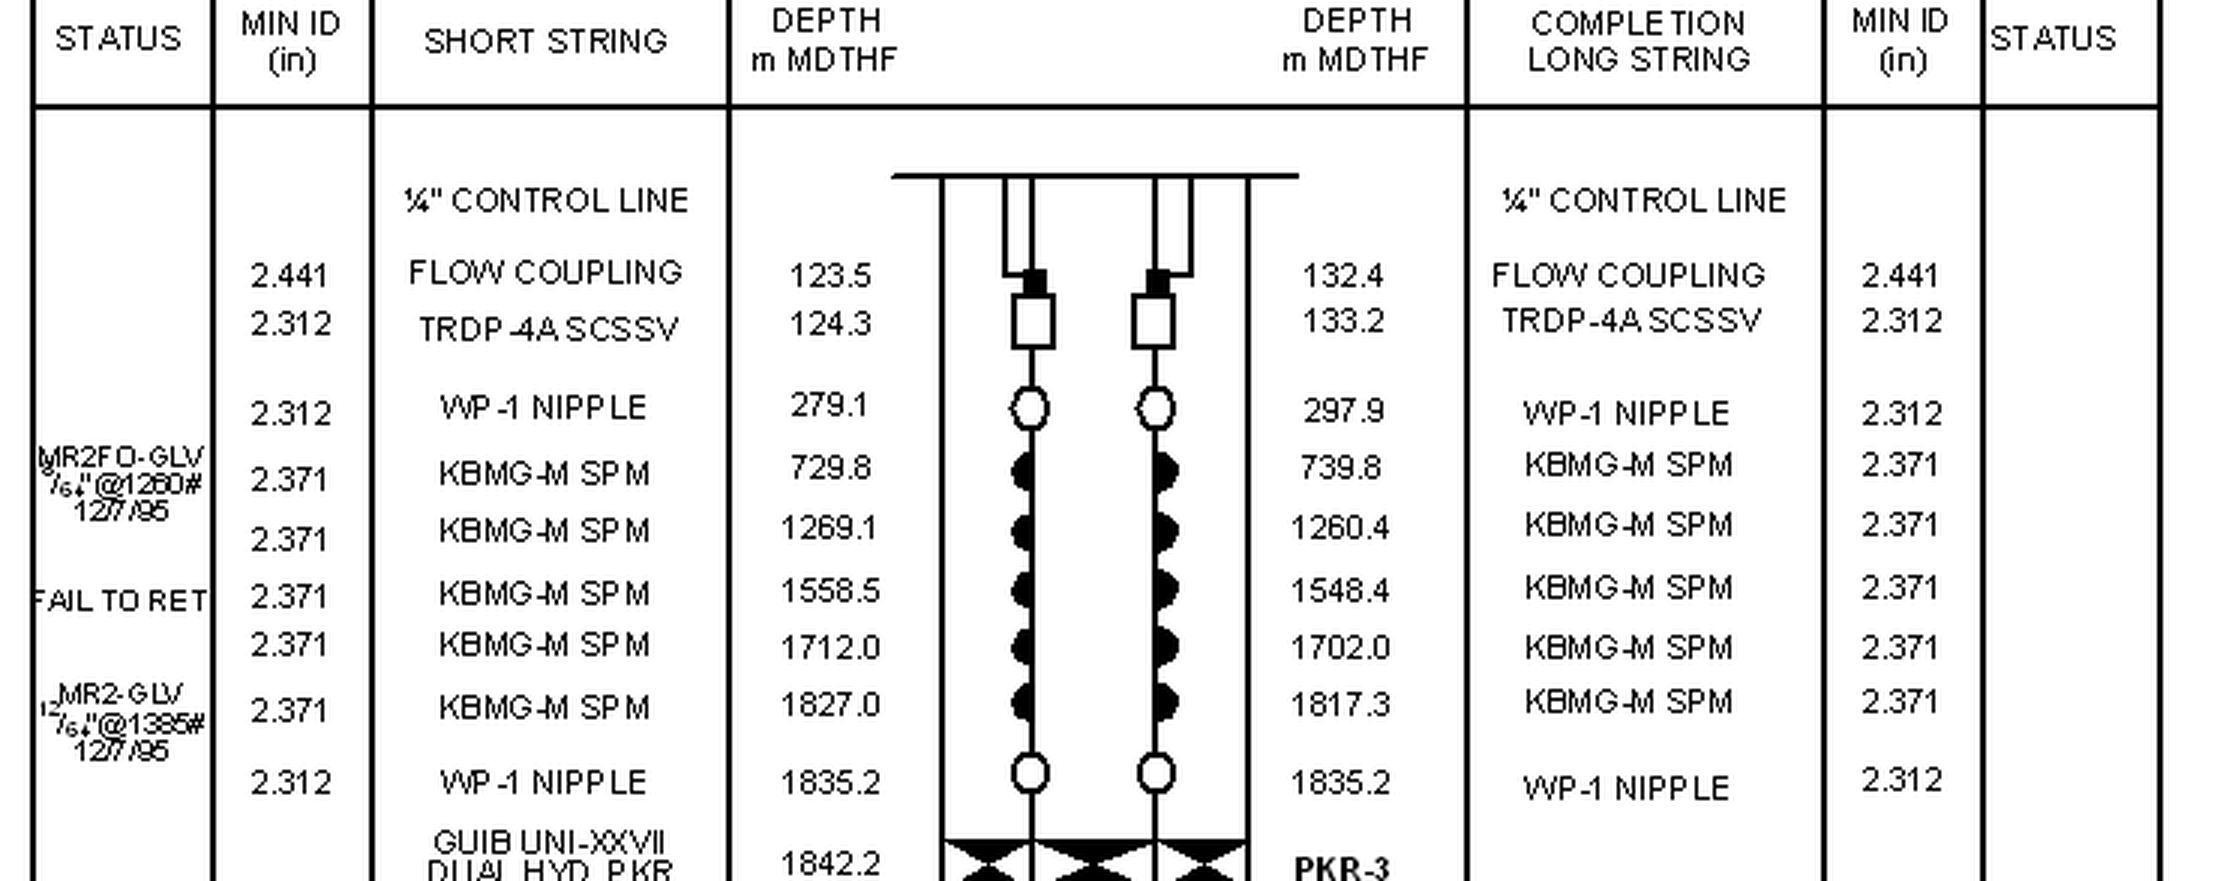 STATUS MIN ID (in) SHORT STRING DEPTH m MDTHF DEPTH m MDTHF COMPLETION LONG STRING MIN ID (in) STATUS
¼" CONTROL LINE ¼" CONTROL LINE
2.441 FLOW COUPLING 123.5 132.4 FLOW COUPLING 2.441
2.312 TRDP-4A SCSSV 124.3 133.2 TRDP-4A SCSSV 2.312
2.312 WP-1 NIPPLE 279.1 297.9 WP-1 NIPPLE 2.312
MR2FO-GLV
2.371 KBMG-M SPM 729.8 739.8 KBMG-M SPM 2.371
"@1260#
12/7/95
2.371 KBMG-M SPM 1269.1 1260.4 KBMG-M SPM 2.371
FAIL TO RET 2.371 KBMG-M SPM 1558.5 1548.4 KBMG-M SPM 2.371
2.371 KBMG-M SPM 1712.0 1702.0 KBMG-M SPM 2.371
MR2-GLV
2.371 KBMG-M SPM 1827.0 1817.3 KBMG-M SPM 2.371
12/64"@1385#
12/7/95
2.312 WP-1 NIPPLE 1835.2 1835.2 WP-1 NIPPLE 2.312
GUIB UNI-XXVII
DUAL HYD. PKR 1842.2 PKR-3